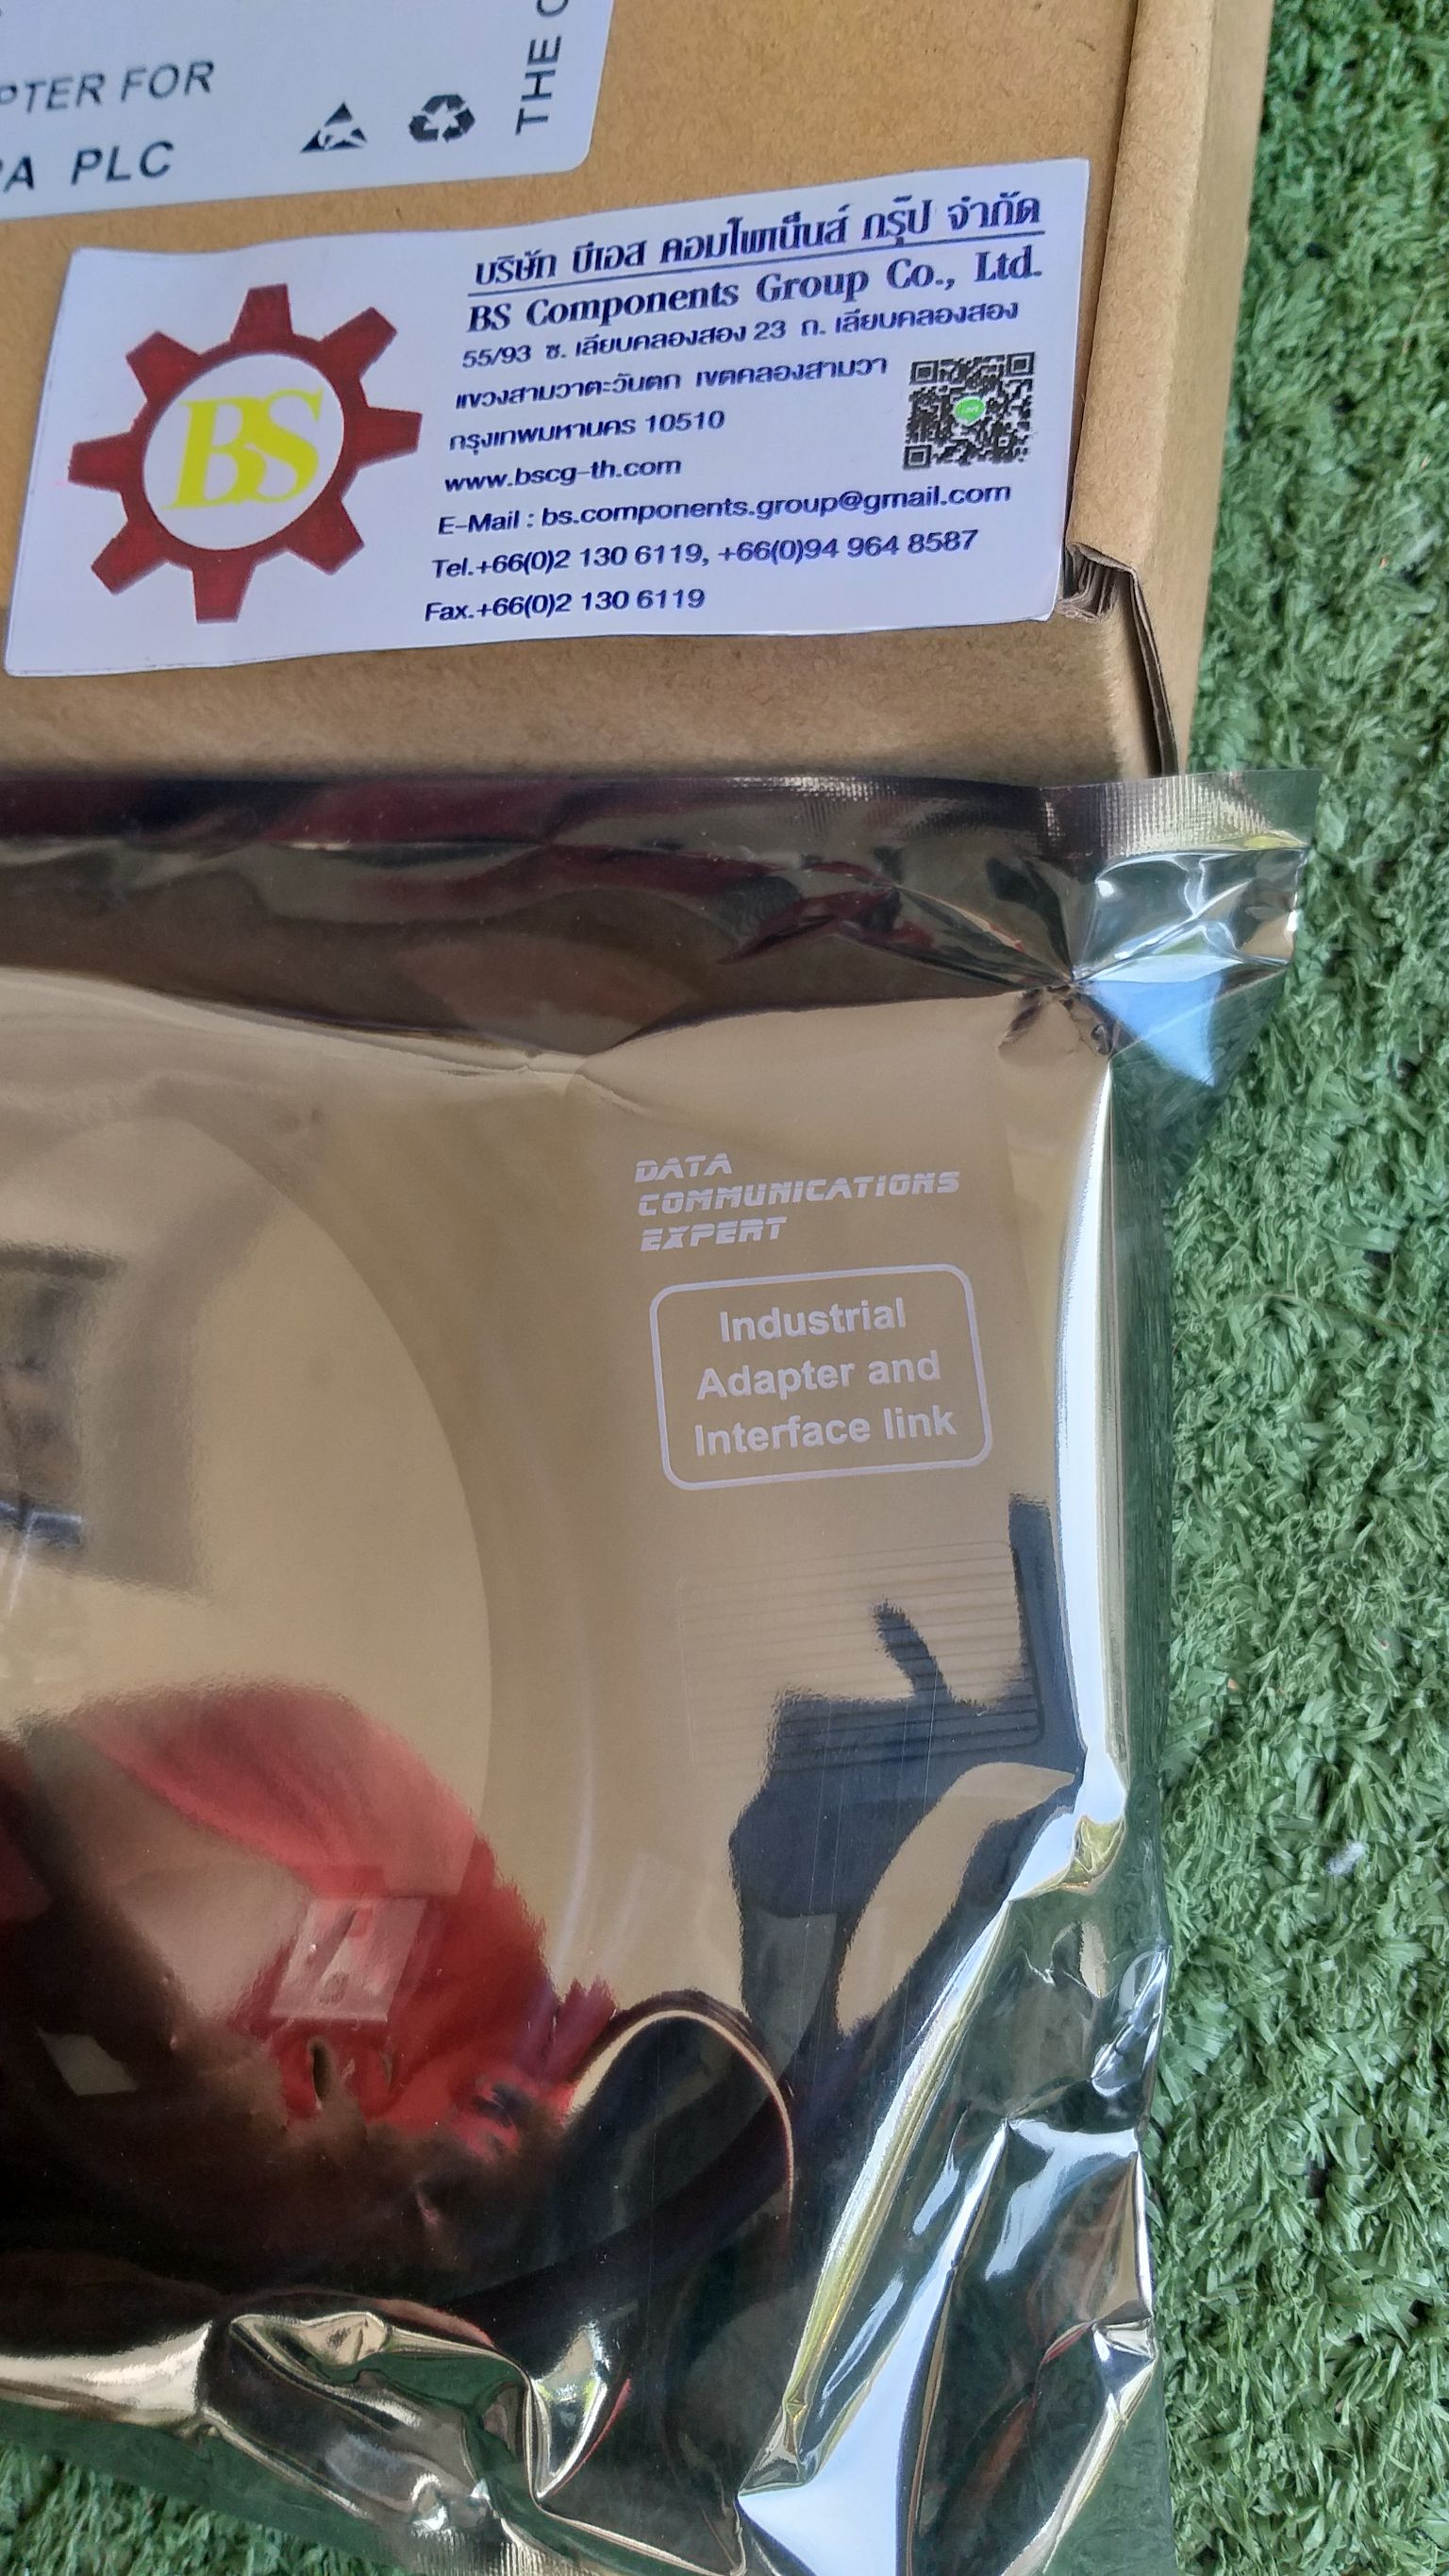 PTER FOR
PLC
THE
บริษัท บีเอส คอมโพเน็นส์ กรุ๊ป จำกัด
BS Components Group Co., Ltd.
55/93 ซ. เลียบคลองสอง 23 ถ. เลียบคลองสอง
แขวงสามวาตะวันตก เขตคลองสามวา
กรุงเทพมหานคร 10510
www.bscg-th.com
E-Mail : bs.components.group@gmail.com
Tel.+66(0)2 130 6119, +66(0)94 964 8587
Fax.+66(0)2 130 6119
BS
DATA
COMMUNICATIONS
EXPERT
Industrial
Adapter and
Interface link